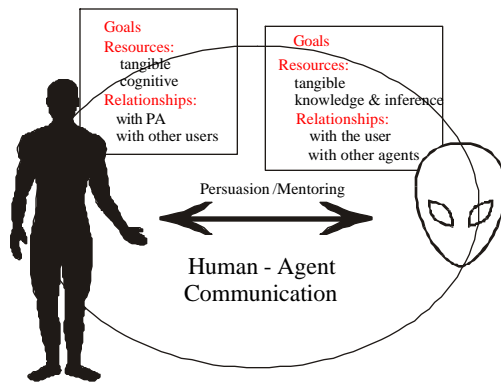 Goals
Resources:
tangible
cognitive
Relationships:
with PA
with other users
Goals
Resources:
tangible
knowledge & inference
Relationships:
with the user
with other agents
Persuasion /Mentoring
Human - Agent
Communication